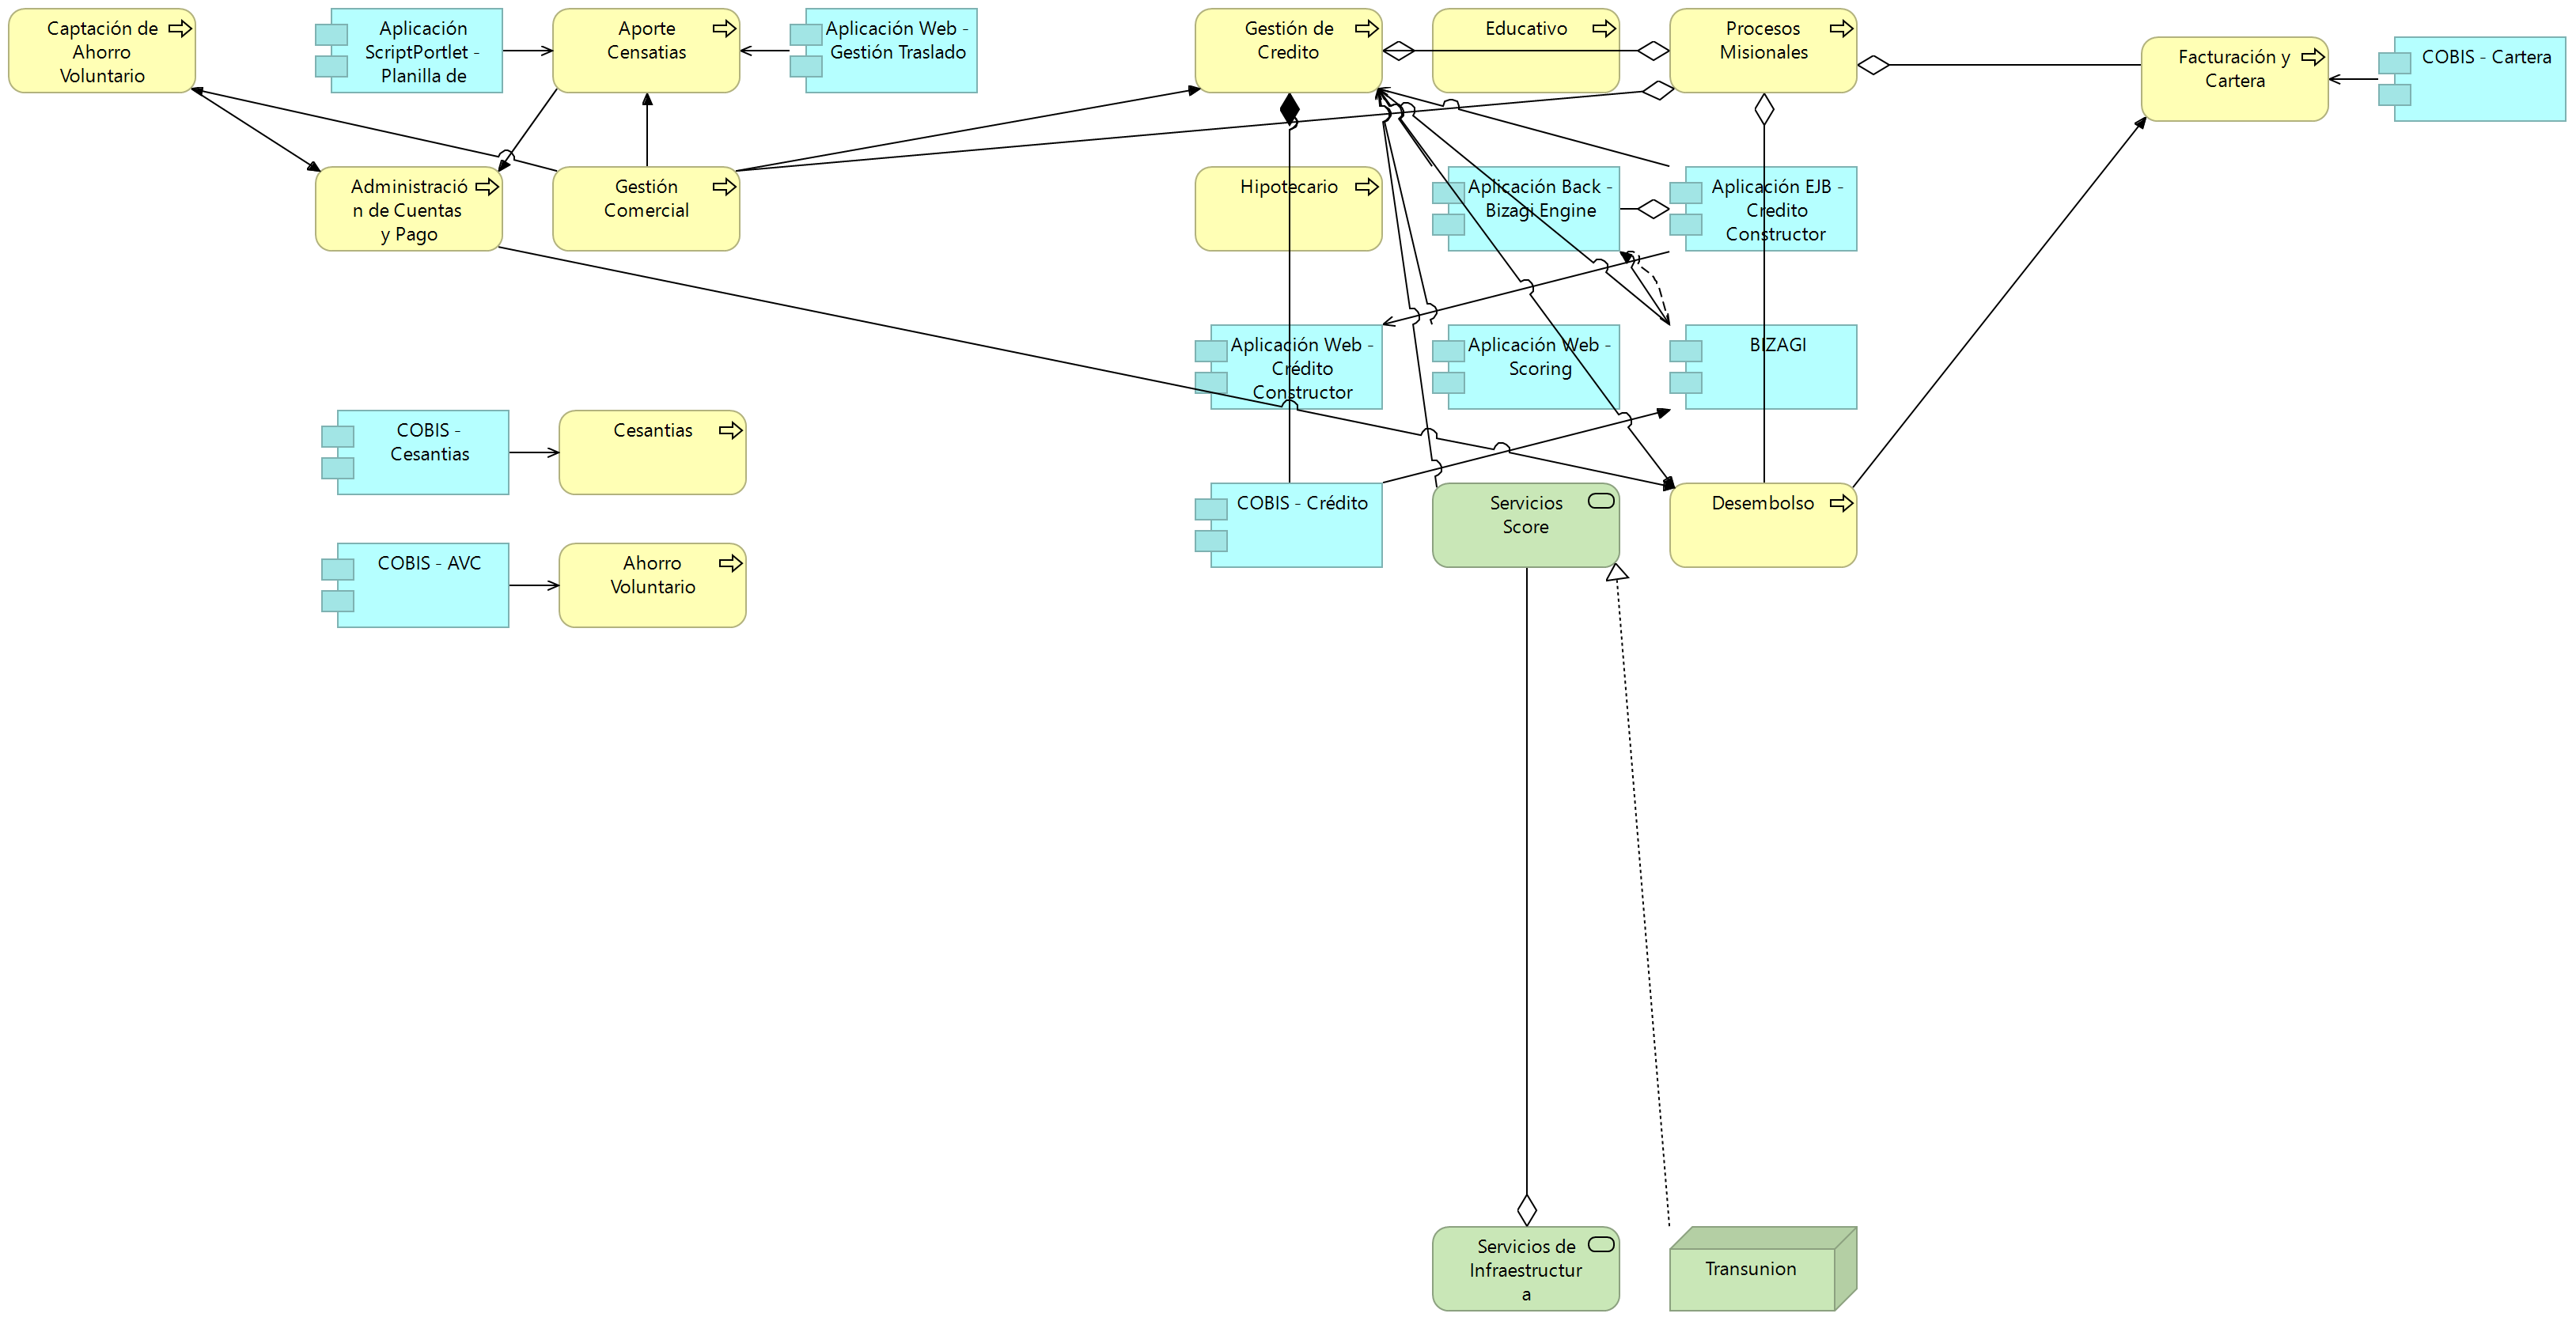 Captación de
Ahorro
Voluntario
Aplicación
ScriptPortlet -
Planilla de
Aporte
Censatias
Aplicación Web -
Gestión Traslado
Gestión de
Credito
Educativo
Procesos
Misionales
Facturación y
Cartera
COBIS - Cartera
Administració
n de Cuentas
y Pago
Gestión
Comercial
Hipotecario
Aplicación Back -
Bizagi Engine
Aplicación EJB -
Credito
Constructor
Aplicación Web -
Crédito
Constructor
Aplicación Web -
Scoring
BIZAGI
COBIS -
Cesantias
Cesantias
COBIS - Crédito
Servicios
Score
Desembolso
COBIS - AVC
Ahorro
Voluntario
Servicios de
Infraestructur
a
Transunion